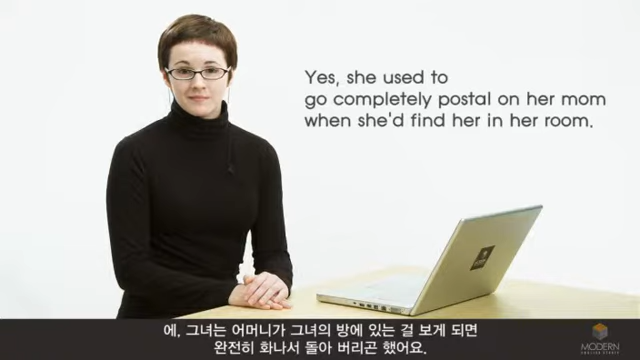 Yes, she used to
go completely postal on her mom
when she'd find her in her room.
에, 그녀는 어머니가 그녀의 방에 있는 걸 보게 되면
완전히 화나서 돌아 버리곤 했어요.
MODERN